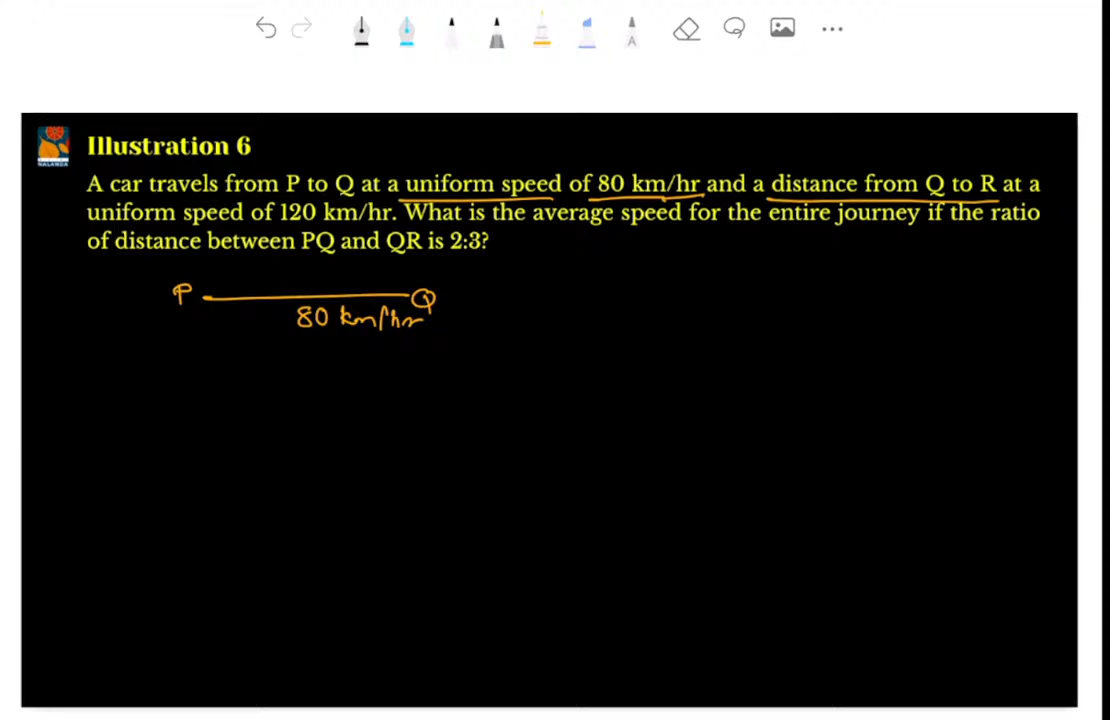 Illustration 6
A car travels from P to Q at a uniform speed of 80 km/hr and a distance from Q to R at a
uniform speed of 120 km/hr. What is the average speed for the entire journey if the ratio
of distance between PQ and QR is 2:3?
P Q
80 km/hr
NALANDA
A